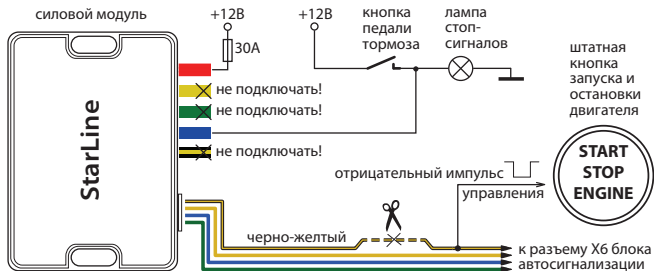 силовой модуль
+12В
30А
+12В
кнопка
педали
тормоза
лампа
стоп-
сигналов
штатная
кнопка
запуска и
остановки
двигателя
не подключать!
не подключать!
не подключать!
StarLine
START
STOP
ENGINE
отрицательный импульс
управления
черно-желтый
к разъему Х6 блока
автосигнализации